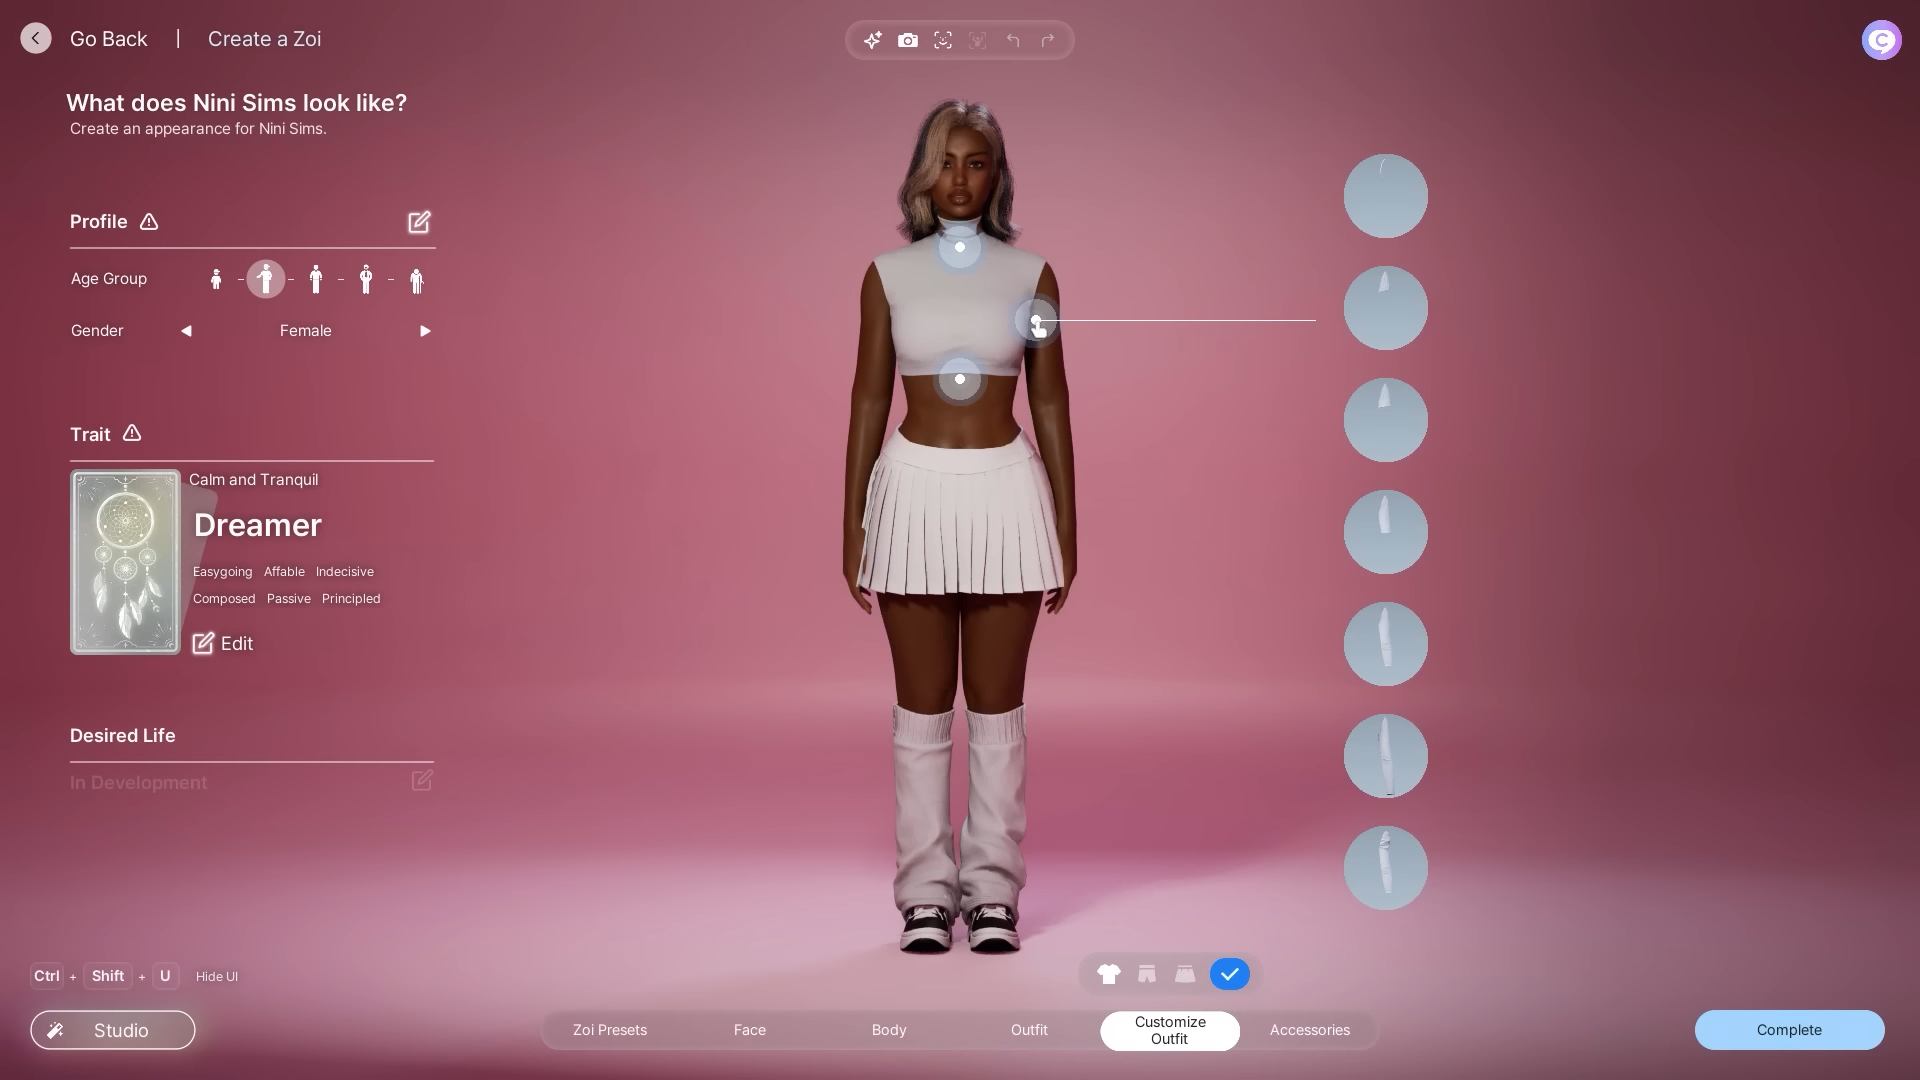 Go Back | Create a Zoi
What does Nini Sims look like?
Create an appearance for Nini Sims.
Profile
Age Group
Gender
Female
Trait
Calm and Tranquil
Dreamer
Easygoing Affable Indecisive
Composed Passive Principled
Edit
Desired Life
In Development
Ctrl + Shift + U Hide UI
Studio
Zoi Presets
Face
Body
Outfit
Customize
Outfit
Accessories
Complete